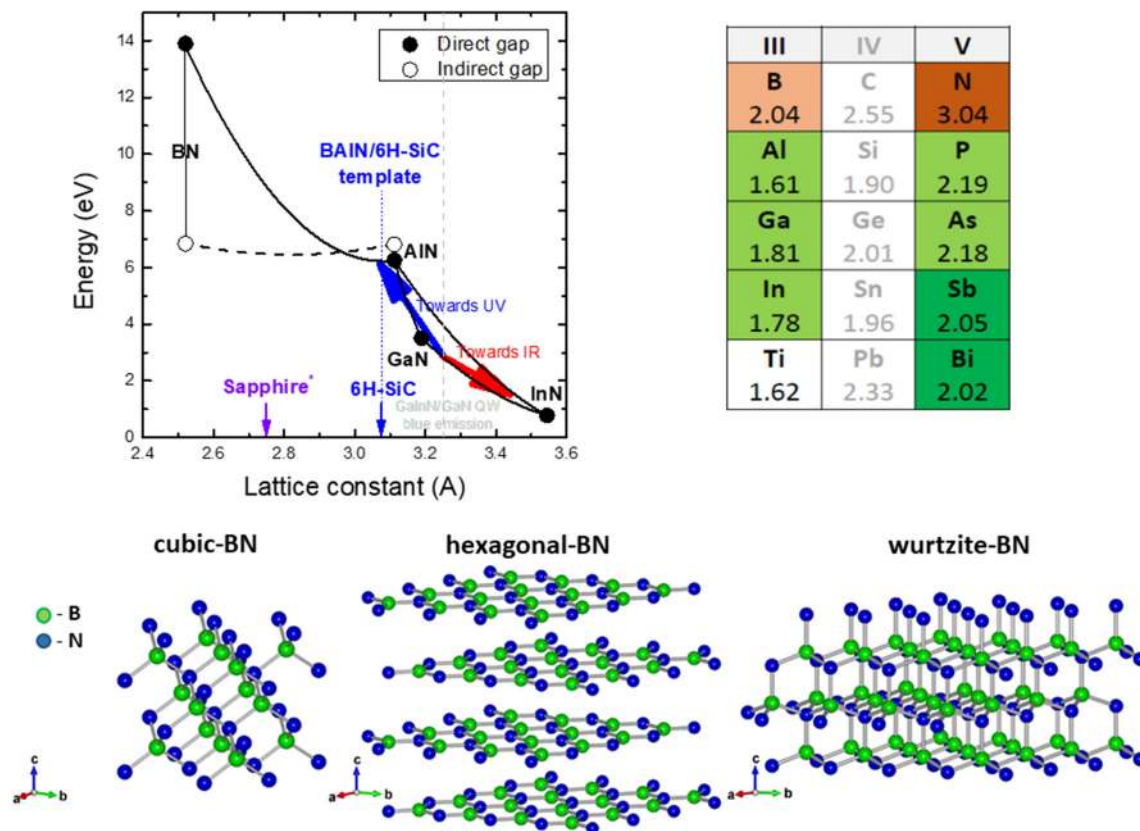 Energy (eV)
14
12
10
8
6
4
2
0
Direct gap
Indirect gap
BN
BAlN/6H-SiC
template
AlN
Towards UV
GaN
Towards IR
InN
Sapphire*
6H-SiC
GaInN/GaN QW
blue emission
2.4 2.6 2.8 3.0 3.2 3.4 3.6
Lattice constant (A)
III IV V
B C N
2.04 2.55 3.04
Al Si P
1.61 1.90 2.19
Ga Ge As
1.81 2.01 2.18
In Sn Sb
1.78 1.96 2.05
Ti Pb Bi
1.62 2.33 2.02
cubic-BN
hexagonal-BN
wurtzite-BN
- B
- N
c
a b
c
a b
c
a b